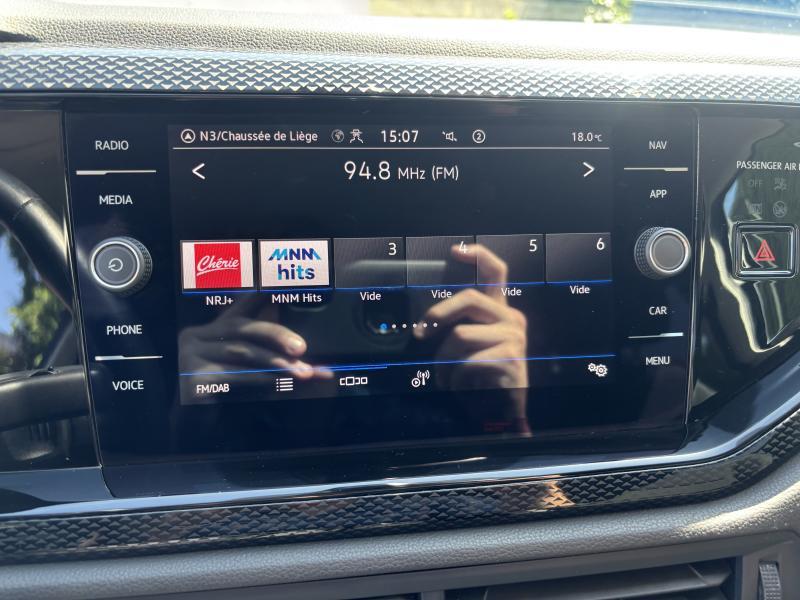 RADIO
MEDIA
PHONE
VOICE
N3/Chaussée de Liège 15:07 2 18.0°C
< 94.8 MHz (FM) >
Chérie
MNM
hits
3
4
5
6
NRJ+ MNM Hits Vide Vide Vide Vide
FM/DAB
NAV
APP
CAR
MENU
PASSENGER AIR
OFF